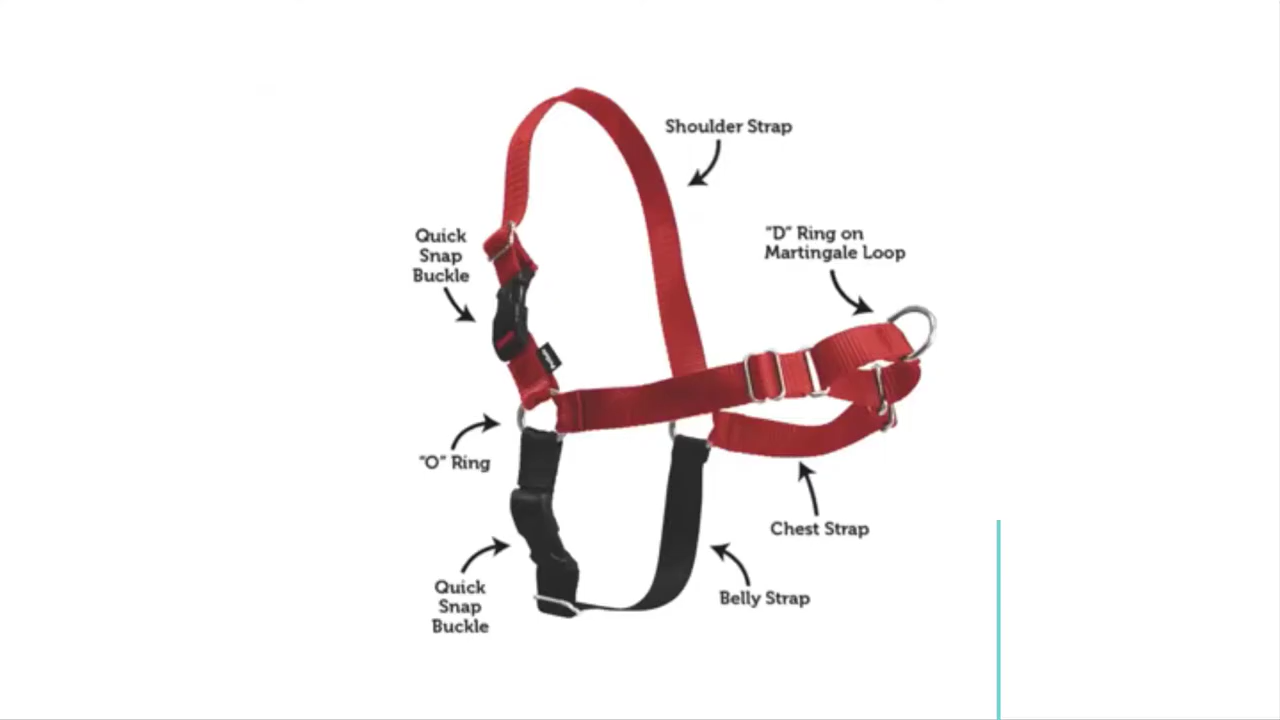 Shoulder Strap
"D" Ring on
Martingale Loop
Quick
Snap
Buckle
"O" Ring
Chest Strap
Quick
Snap
Buckle
Belly Strap